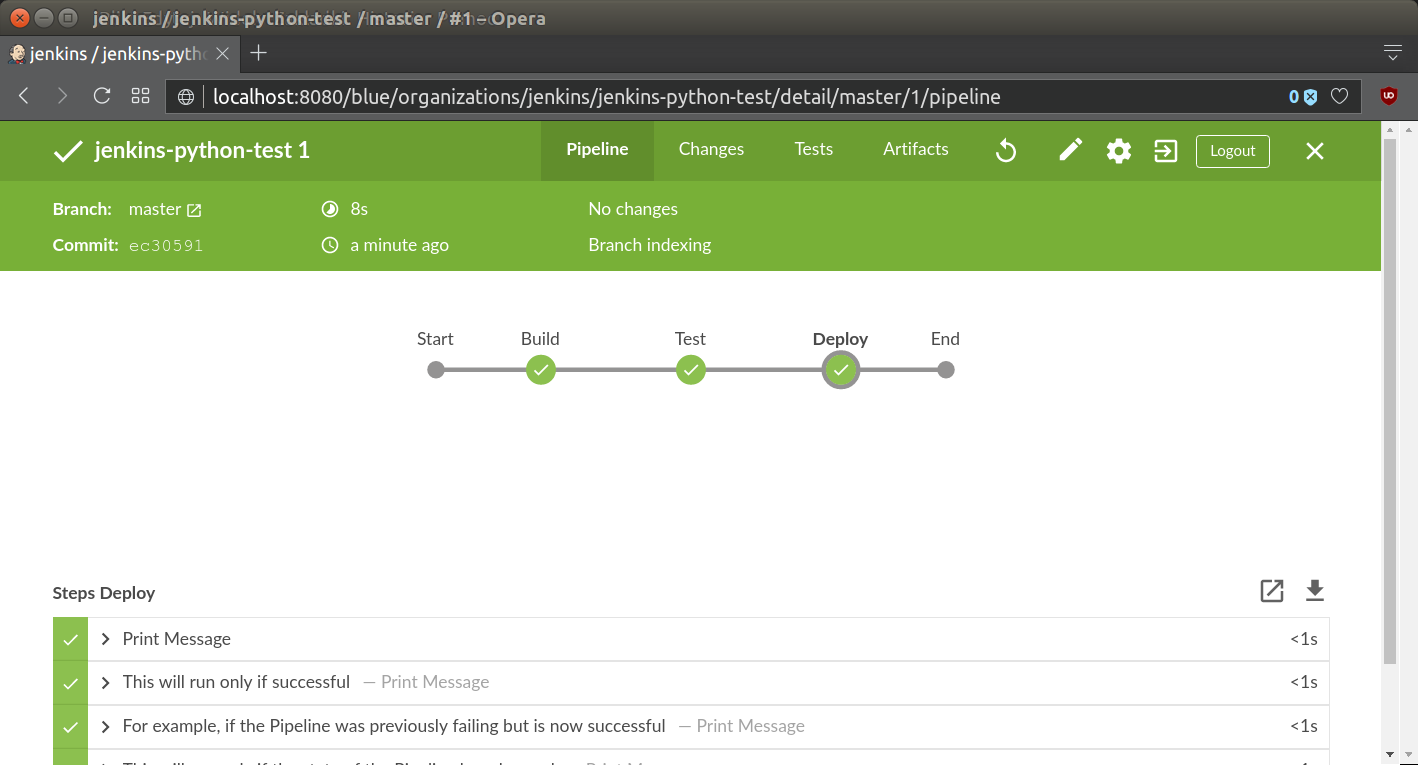 jenkins / jenkins-python-test / master / #1 – Opera
jenkins / jenkins-pyth
localhost:8080/blue/organizations/jenkins/jenkins-python-test/detail/master/1/pipeline
0
jenkins-python-test 1
Pipeline
Changes
Tests
Artifacts
Logout
Branch: master
8s
No changes
Commit: ec30591
a minute ago
Branch indexing
Start
Build
Test
Deploy
End
Steps Deploy
Print Message
<1s
This will run only if successful — Print Message
<1s
For example, if the Pipeline was previously failing but is now successful — Print Message
<1s